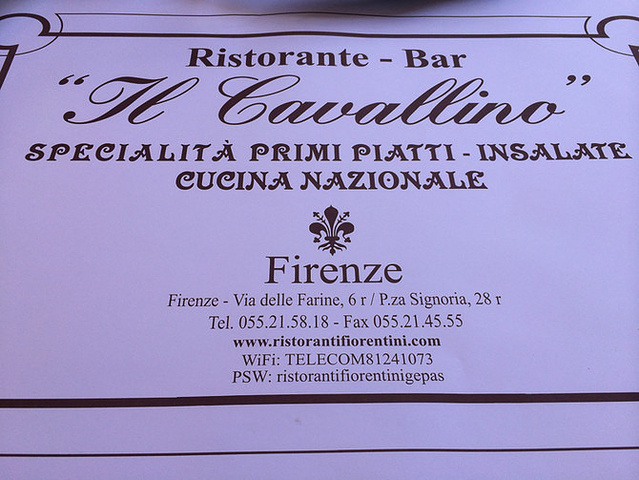 Ristorante - Bar
"Il Cavallino"
SPECIALITÀ PRIMI PIATTI - INSALATE
CUCINA NAZIONALE
Firenze
Firenze - Via delle Farine, 6 r / P.za Signoria, 28 r
Tel. 055.21.58.18 - Fax 055.21.45.55
www.ristorantifiorentini.com
WiFi: TELECOM81241073
PSW: ristorantifiorentinigepas